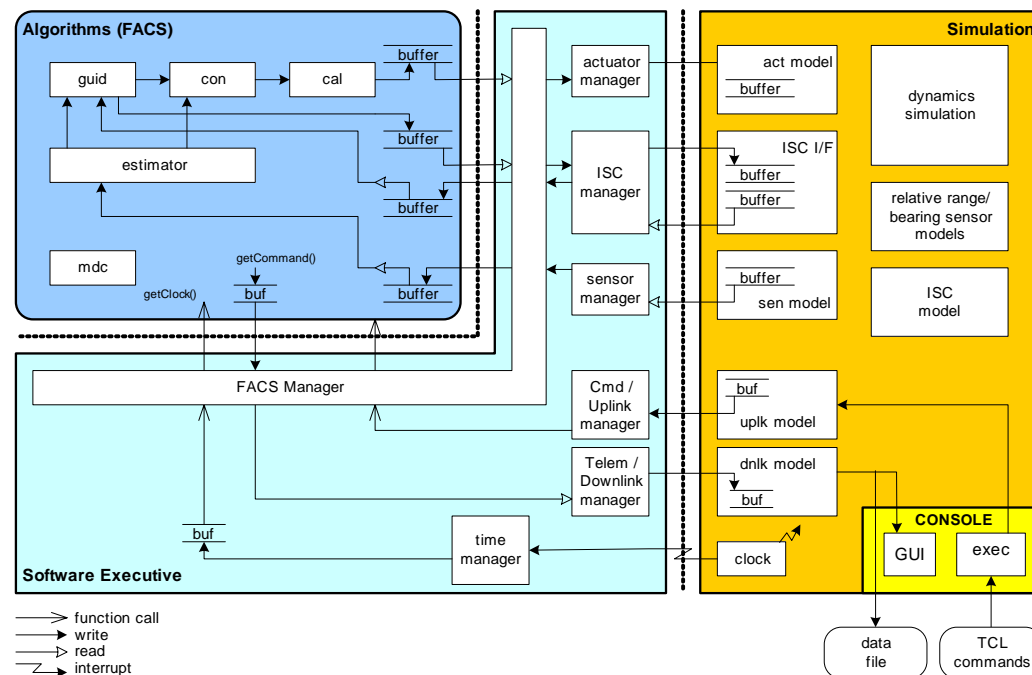 Algorithms (FACS)
guid
con
cal
buffer
buffer
estimator
buffer
mdc
getCommand()
getClock()
buf
buffer
actuator
manager
ISC
manager
sensor
manager
FACS Manager
Cmd /
Uplink
manager
Telem /
Downlink
manager
buf
time
manager
Software Executive
Simulation
act model
buffer
dynamics
simulation
ISC I/F
buffer
buffer
relative range/
bearing sensor
models
buffer
sen model
ISC
model
buf
uplk model
dnlk model
buf
clock
CONSOLE
GUI
exec
function call
write
read
interrupt
data
file
TCL
commands